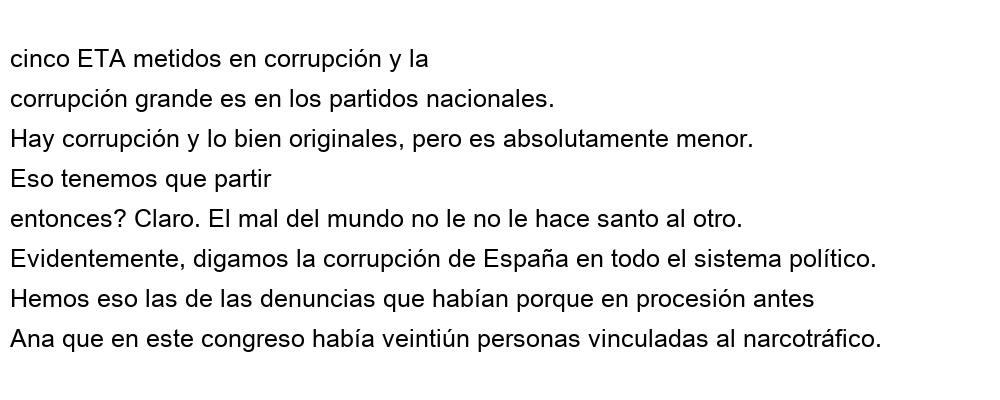 cinco ETA metidos en corrupción y la
corrupción grande es en los partidos nacionales.
Hay corrupción y lo bien originales, pero es absolutamente menor.
Eso tenemos que partir
entonces? Claro. El mal del mundo no le no le hace santo al otro.
Evidentemente, digamos la corrupción de España en todo el sistema político.
Hemos eso las de las denuncias que habían porque en procesión antes
Ana que en este congreso había veintiún personas vinculadas al narcotráfico.